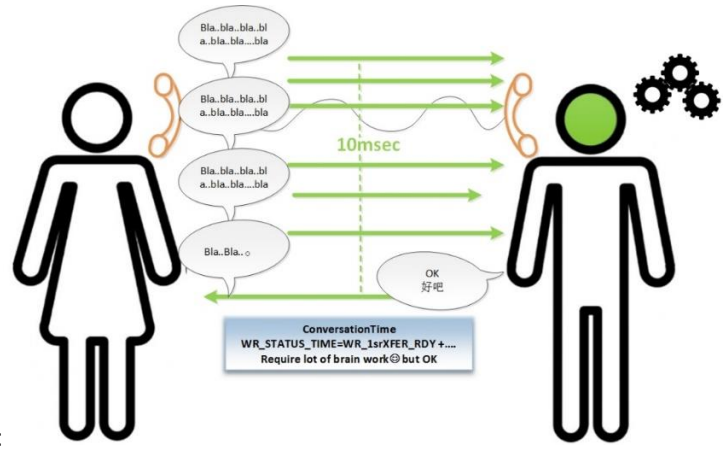 Bla..bla..bla..bl
a..bla..bla....bla
Bla..bla..bla..bl
a..bla..bla....bla
10msec
Bla..bla..bla..bl
a..bla..bla....bla
Bla..Bla..☺
OK
好吧
ConversationTime
WR_STATUS_TIME=WR_1srXFER_RDY +....
Require lot of brain work☺but OK
: